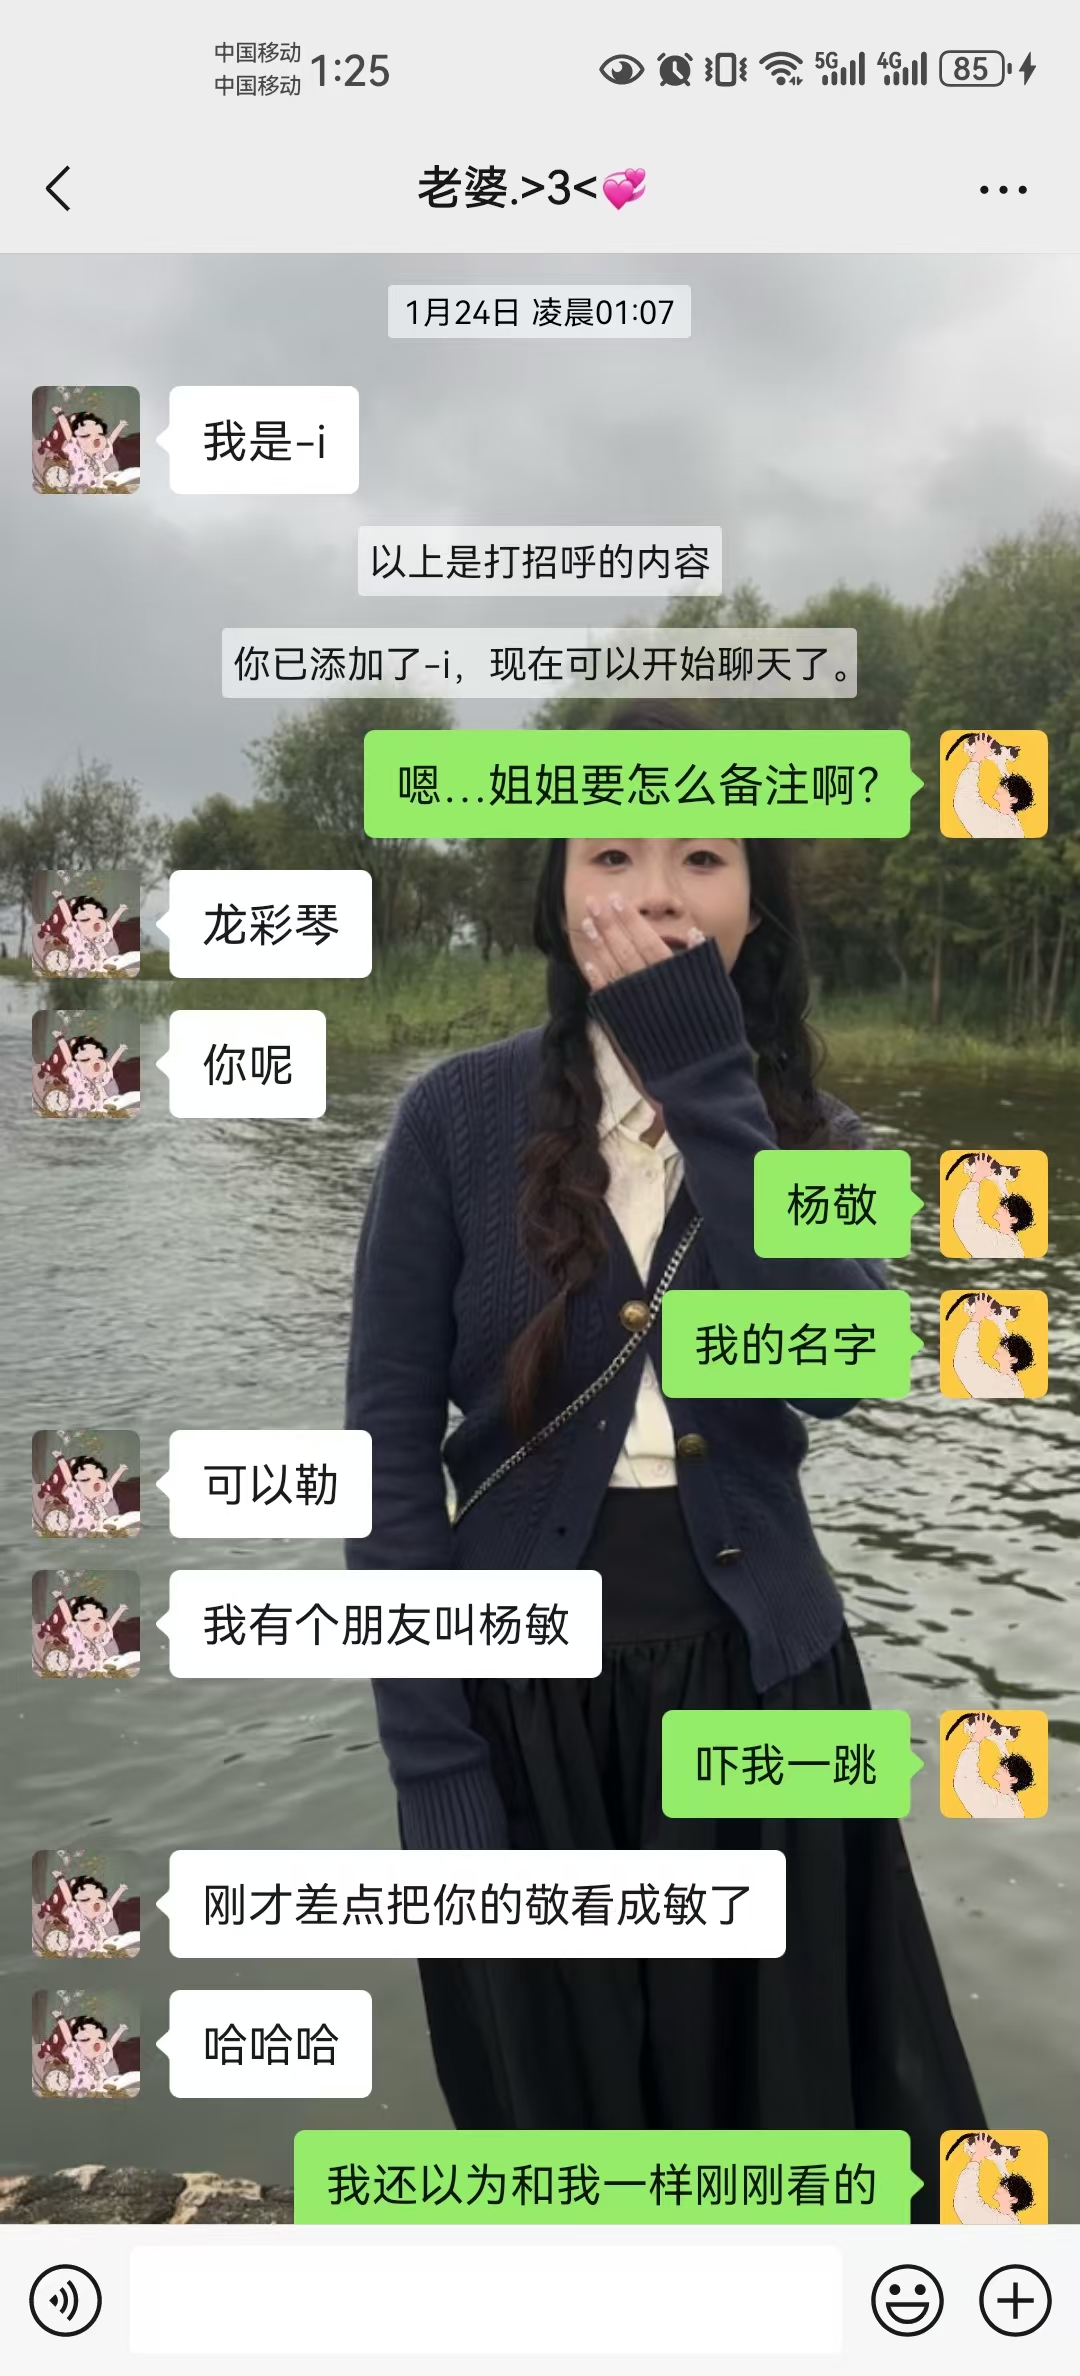 中国移动
中国移动
1:25
5G
4G
85
老婆.>3<💞
1月24日 凌晨01:07
我是-i
以上是打招呼的内容
你已添加了-i，现在可以开始聊天了。
嗯...姐姐要怎么备注啊？
龙彩琴
你呢
杨敬
我的名字
可以勒
我有个朋友叫杨敏
吓我一跳
刚才差点把你的敬看成敏了
哈哈哈
我还以为和我一样刚刚看的